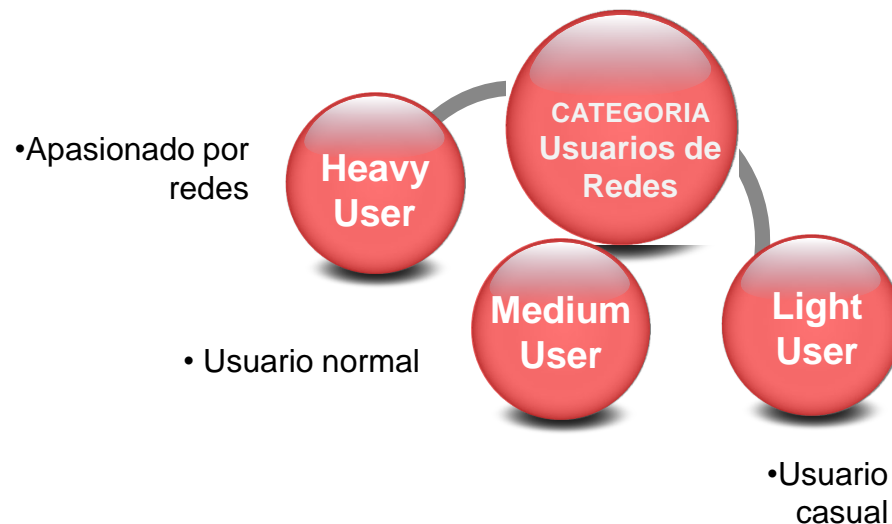 CATEGORIA
Usuarios de
Redes
•Apasionado por
redes
Heavy
User
Medium
User
• Usuario normal
Light
User
•Usuario
casual